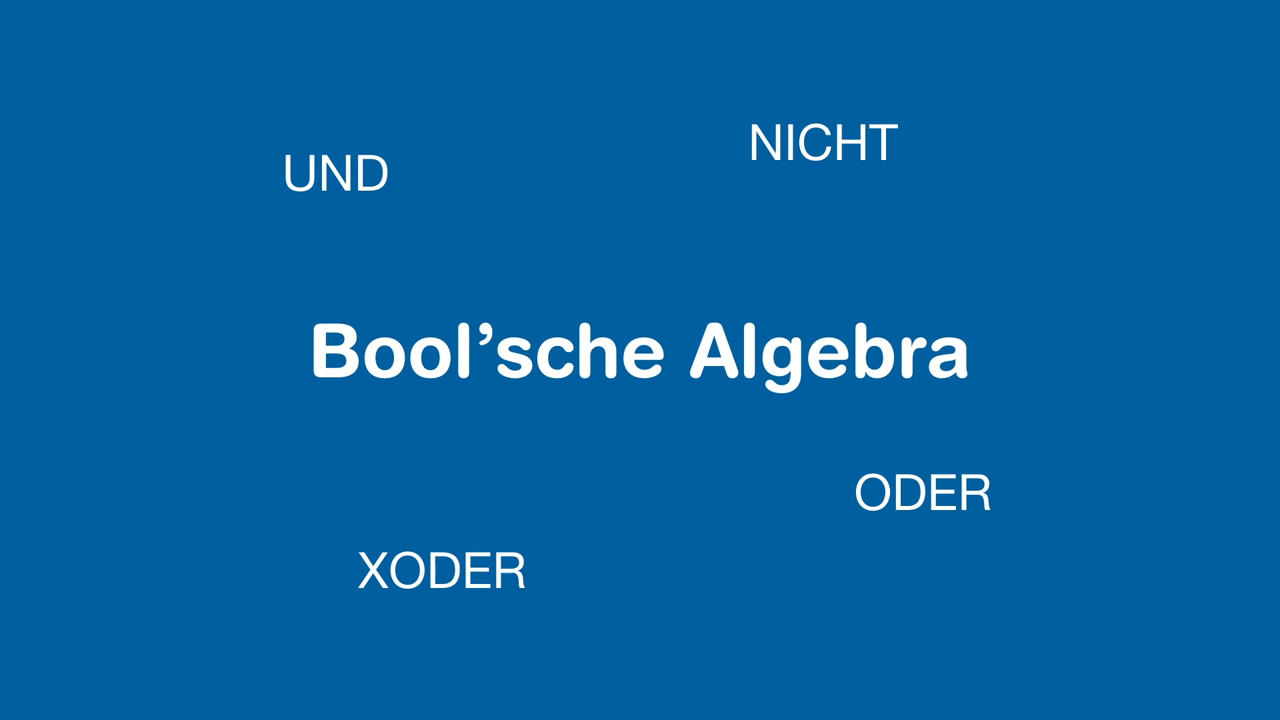 NICHT
UND
Bool’sche Algebra
ODER
XODER